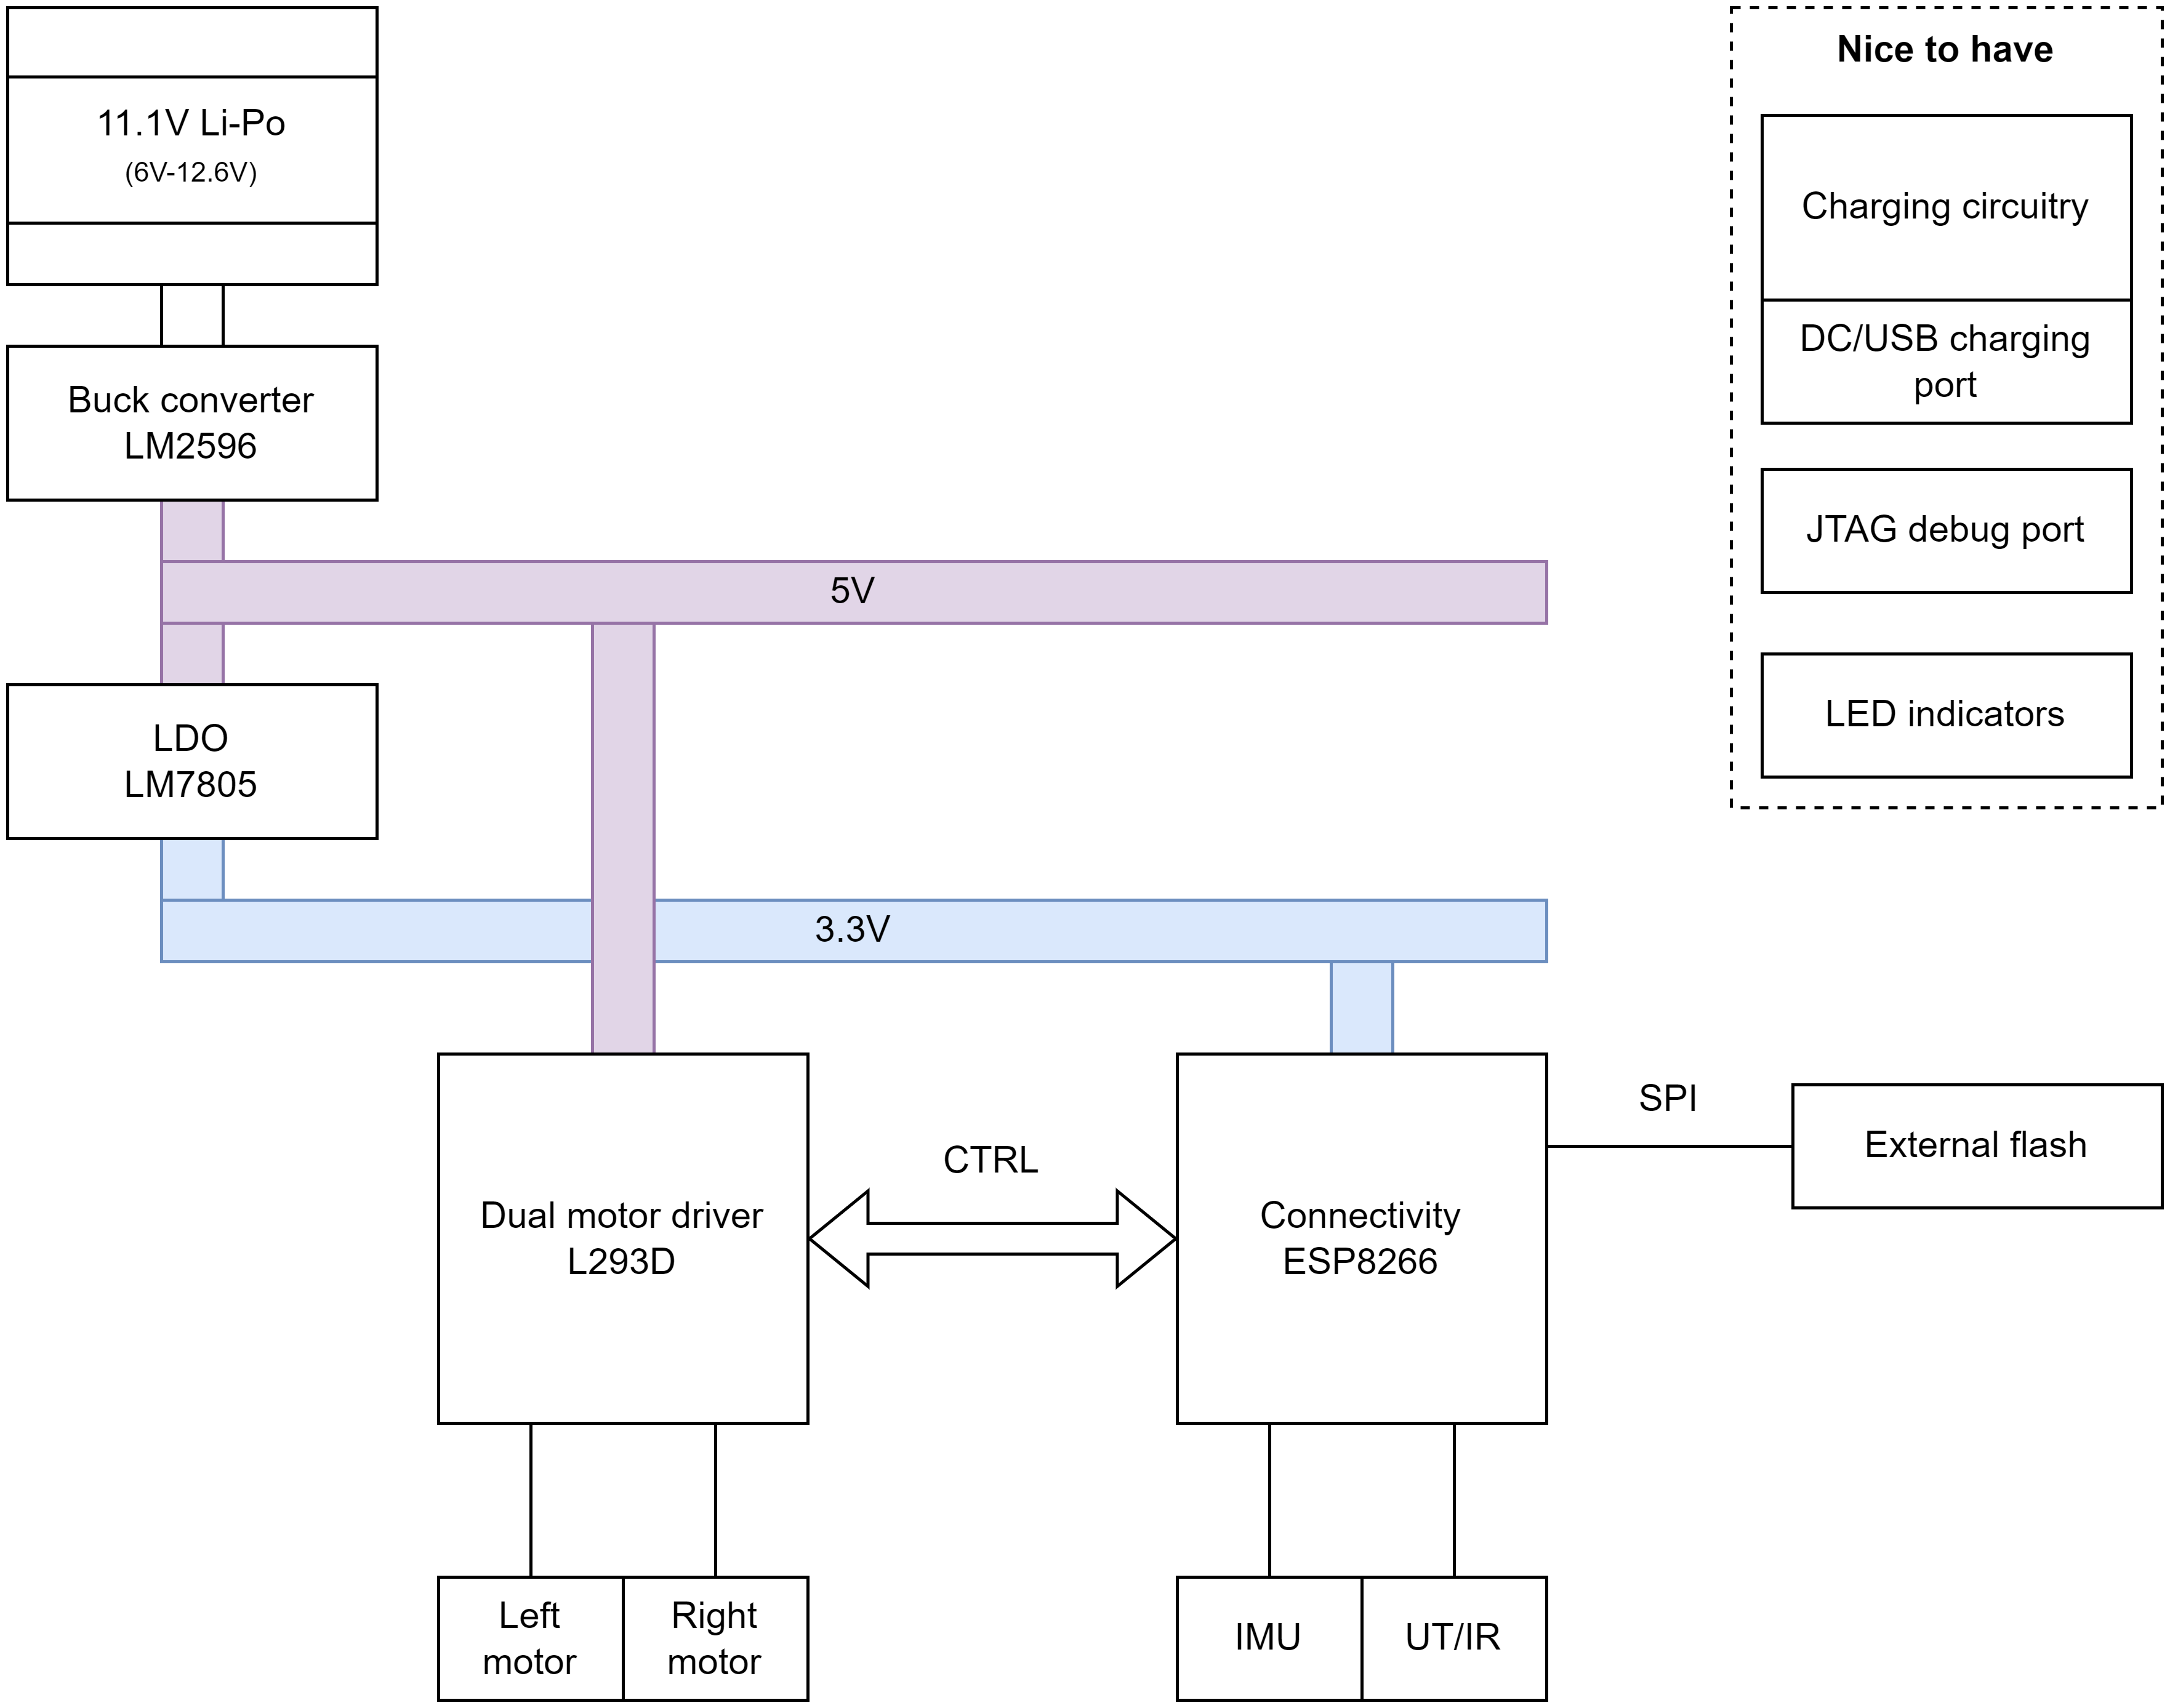 11.1V Li-Po
(6V-12.6V)
Buck converter
LM2596
5V
LDO
LM7805
3.3V
Dual motor driver
L293D
CTRL
Connectivity
ESP8266
SPI
External flash
Left
motor
Right
motor
IMU
UT/IR
Nice to have
Charging circuitry
DC/USB charging
port
JTAG debug port
LED indicators